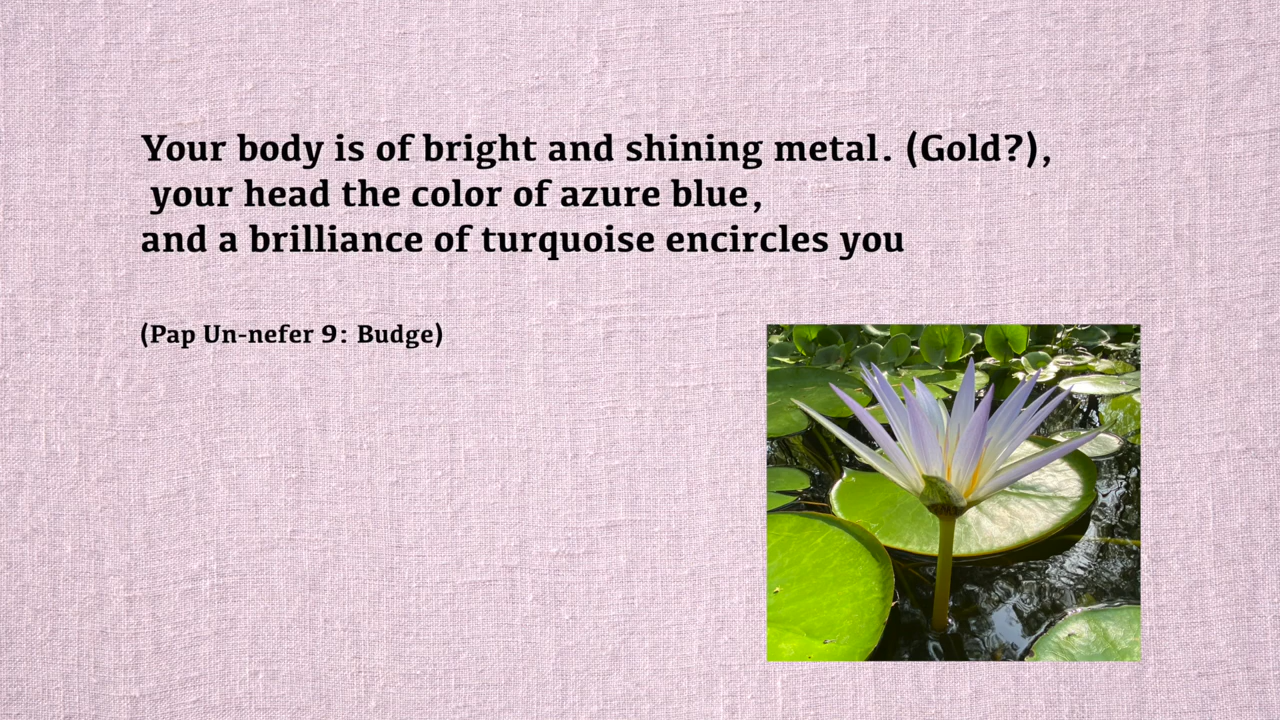 Your body is of bright and shining metal. (Gold?),
your head the color of azure blue,
and a brilliance of turquoise encircles you
(Pap Un-nefer 9: Budge)